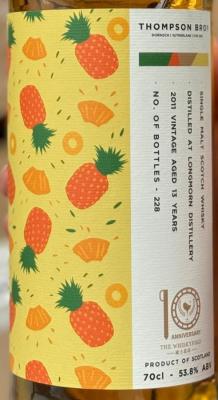 THOMPSON BROS
SINGLE MALT SCOTCH WHISKY
DISTILLED AT LONGMORN DISTILLERY
2011 VINTAGE AGED 13 YEARS
NO. OF BOTTLES - 228
10
ANNIVERSARY
THE WHISKYFIND
PRODUCT OF SCOTLAND
70cl - 53.8% ABV